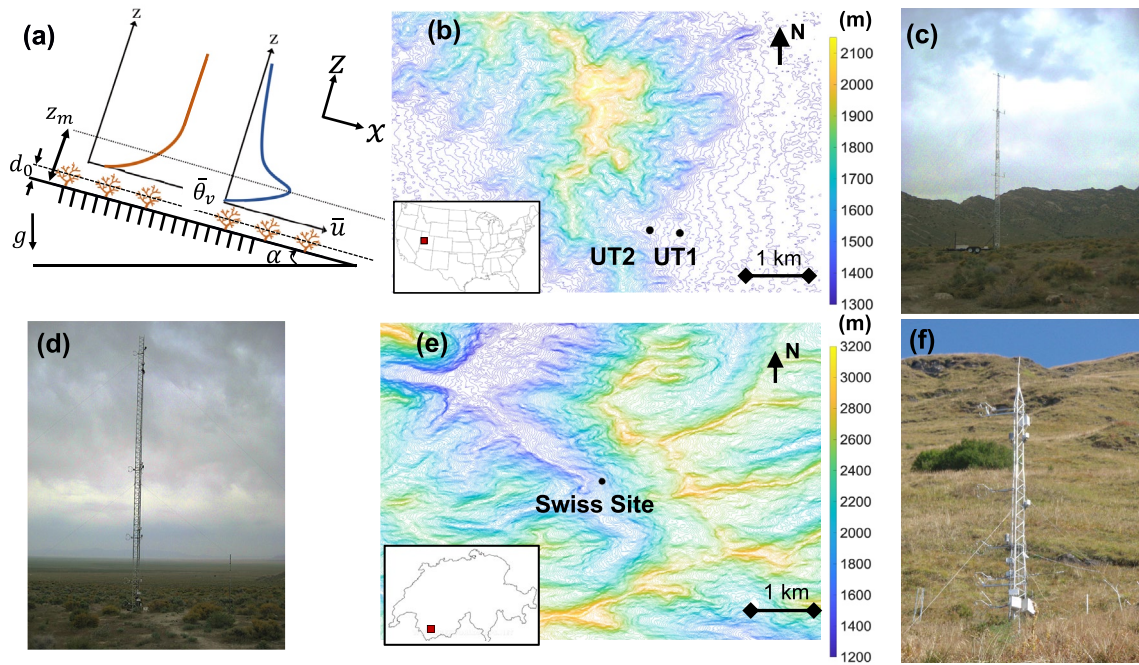 (a)
z
z
Z
x
z_m
d_0
θ̄_v
ū
g
α
(b)
N
UT2 UT1
1 km
(m)
2100
2000
1900
1800
1700
1600
1500
1400
1300
(c)
(d)
(e)
N
Swiss Site
1 km
(m)
3200
3000
2800
2600
2400
2200
2000
1800
1600
1400
1200
(f)